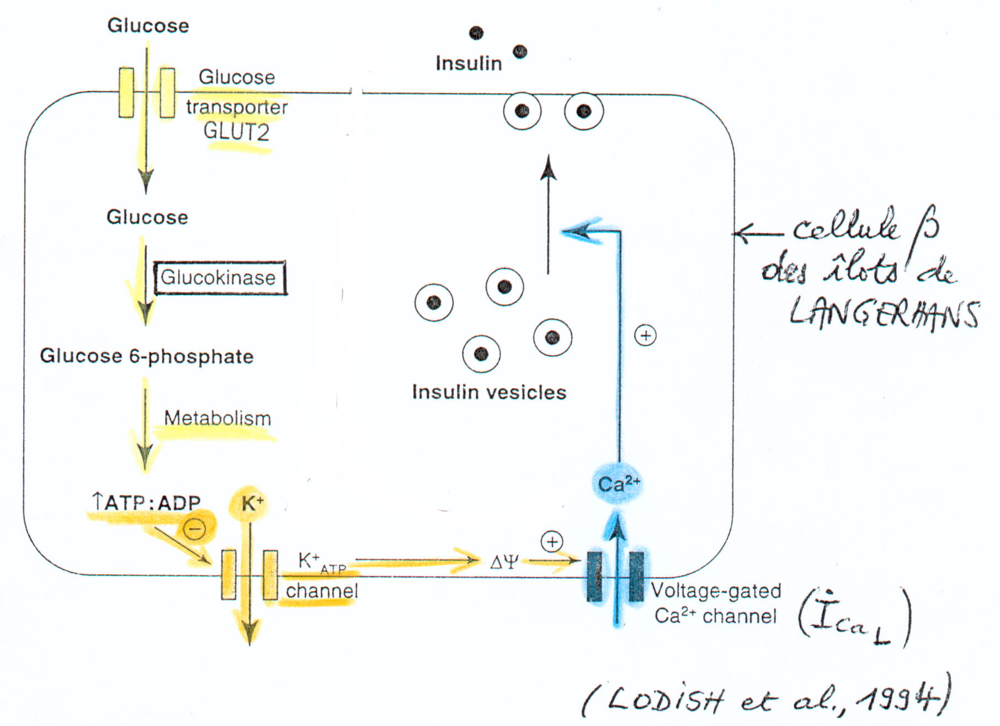 Glucose
Insulin
Glucose
transporter
GLUT2
Glucose
Glucokinase
Glucose 6-phosphate
Metabolism
↑ATP:ADP
−
K⁺
K⁺ATP
channel
ΔΨ
+
Insulin vesicles
+
Ca²⁺
Voltage-gated
Ca²⁺ channel
(iCaL)
← cellule β
des îlots de
LANGERHANS
(LODISH et al., 1994)